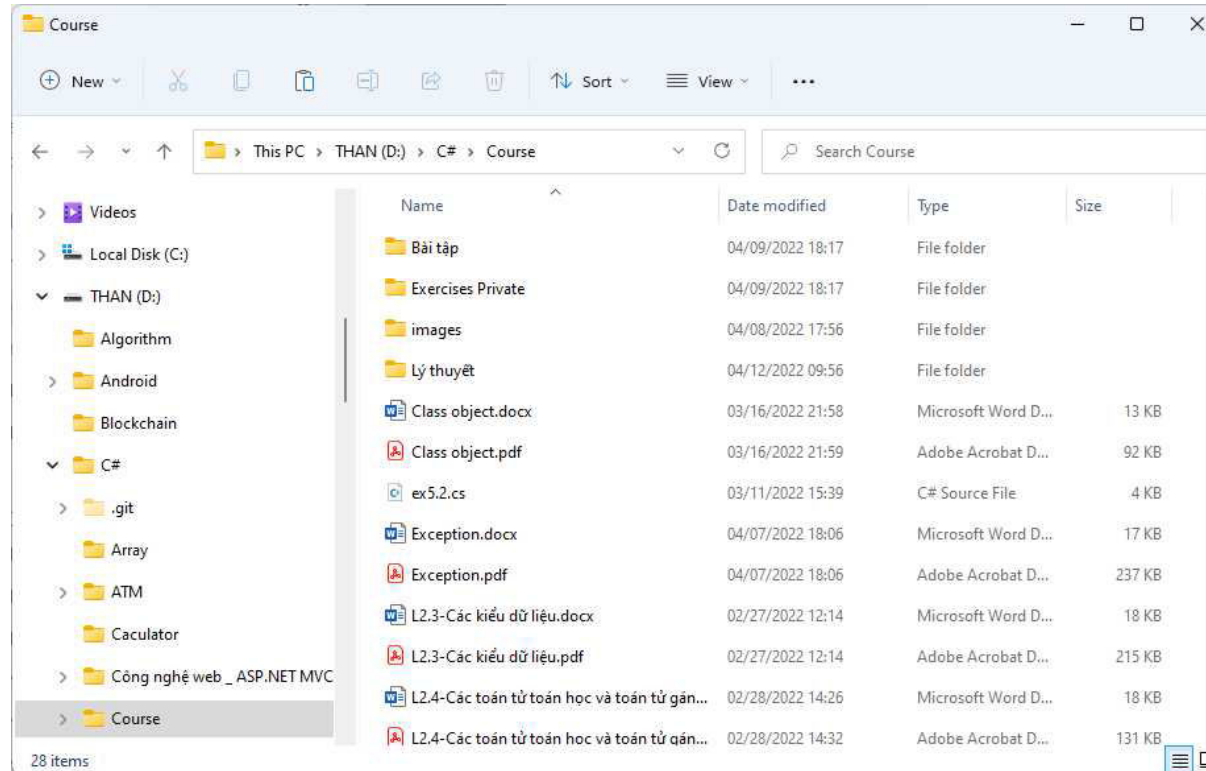 Course
New Sort View ...
This PC > THAN (D:) > C# > Course Search Course
Videos
Local Disk (C:)
THAN (D:)
Algorithm
Android
Blockchain
C#
.git
Array
ATM
Caculator
Công nghệ web _ ASP.NET MVC
Course
Name Date modified Type Size
Bài tập 04/09/2022 18:17 File folder
Exercises Private 04/09/2022 18:17 File folder
images 04/08/2022 17:56 File folder
Lý thuyết 04/12/2022 09:56 File folder
Class object.docx 03/16/2022 21:58 Microsoft Word D... 13 KB
Class object.pdf 03/16/2022 21:59 Adobe Acrobat D... 92 KB
ex5.2.cs 03/11/2022 15:39 C# Source File 4 KB
Exception.docx 04/07/2022 18:06 Microsoft Word D... 17 KB
Exception.pdf 04/07/2022 18:06 Adobe Acrobat D... 237 KB
L2.3-Các kiểu dữ liệu.docx 02/27/2022 12:14 Microsoft Word D... 18 KB
L2.3-Các kiểu dữ liệu.pdf 02/27/2022 12:14 Adobe Acrobat D... 215 KB
L2.4-Các toán tử toán học và toán tử gán... 02/28/2022 14:26 Microsoft Word D... 18 KB
L2.4-Các toán tử toán học và toán tử gán... 02/28/2022 14:32 Adobe Acrobat D... 131 KB
28 items